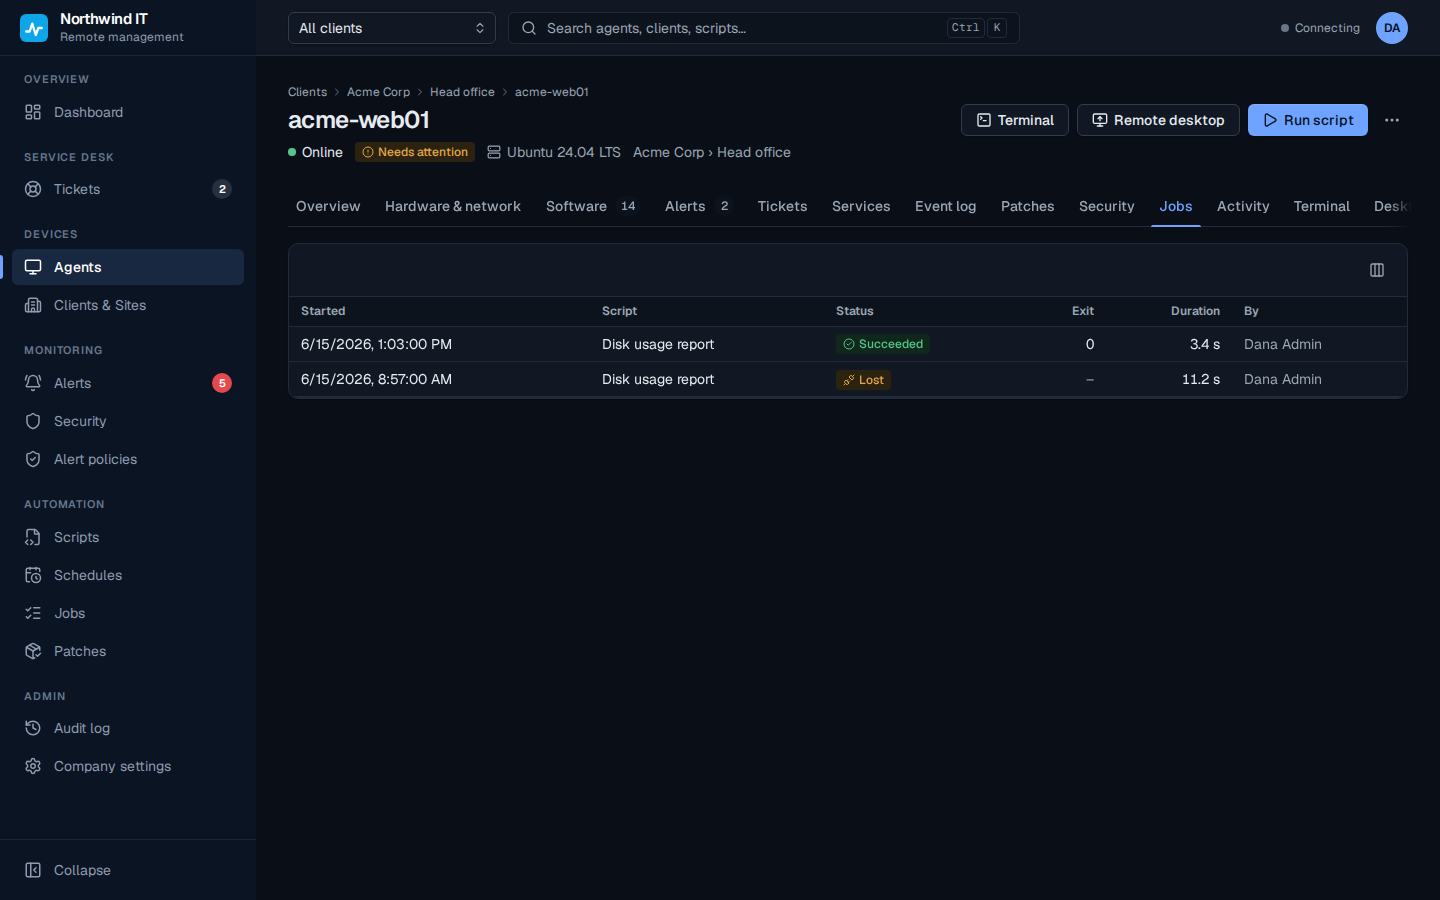 Northwind IT
Remote management
All clients
Search agents, clients, scripts...
Ctrl K
Connecting
DA
OVERVIEW
Dashboard
SERVICE DESK
Tickets 2
DEVICES
Agents
Clients & Sites
MONITORING
Alerts 5
Security
Alert policies
AUTOMATION
Scripts
Schedules
Jobs
Patches
ADMIN
Audit log
Company settings
Collapse
Clients > Acme Corp > Head office > acme-web01
acme-web01
Terminal
Remote desktop
Run script
Online Needs attention Ubuntu 24.04 LTS Acme Corp › Head office
Overview Hardware & network Software 14 Alerts 2 Tickets Services Event log Patches Security Jobs Activity Terminal Desk
Started Script Status Exit Duration By
6/15/2026, 1:03:00 PM Disk usage report Succeeded 0 3.4 s Dana Admin
6/15/2026, 8:57:00 AM Disk usage report Lost – 11.2 s Dana Admin